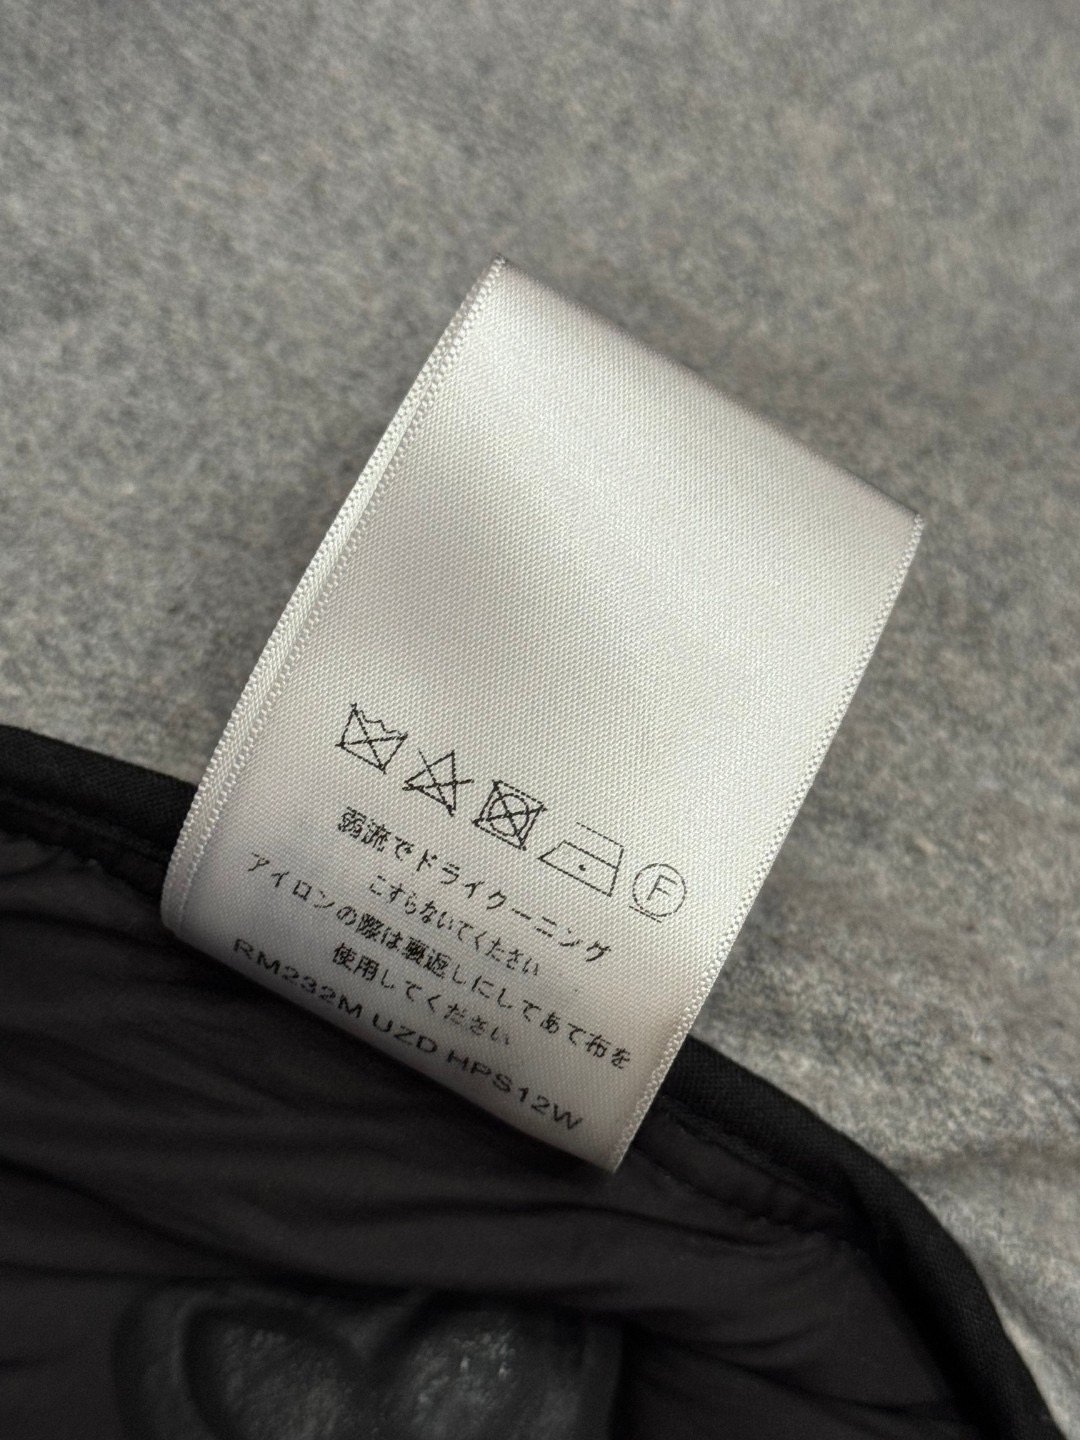 F
弱流でドライクーニング
こすらないてください
アイロンの際は裏返しにしてあて布を
使用してください
RM232M UZD HPS12W